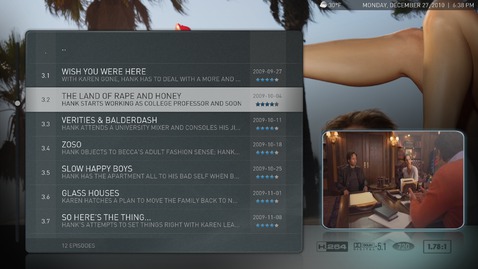 30°F MONDAY, DECEMBER 27, 2010 | 6:38 PM
..
3.1 WISH YOU WERE HERE 2009-09-27
WITH KAREN GONE, HANK HAS TO DEAL WITH A MORE AND ...
3.2 THE LAND OF RAPE AND HONEY 2009-10-04
HANK STARTS WORKING AS COLLEGE PROFESSOR AND SOON
3.3 VERITIES & BALDERDASH 2009-10-11
HANK ATTENDS A UNIVERSITY MIXER AND CONSOLES HIS JI...
3.4 ZOSO 2009-10-18
HANK OBJECTS TO BECCA'S ADULT FASHION SENSE: HANK...
3.5 SLOW HAPPY BOYS 2009-10-25
HANK HAS THE APARTMENT ALL TO HIS BAD SELF WHEN B...
3.6 GLASS HOUSES 2009-11-01
KAREN HATCHES A PLAN TO MOVE THE FAMILY BACK TO N...
3.7 SO HERE'S THE THING... 2009-11-08
HANK'S ATTEMPTS TO SET THINGS RIGHT WITH KAREN LEA...
12 EPISODES
H.264 5.1 720 1.78:1